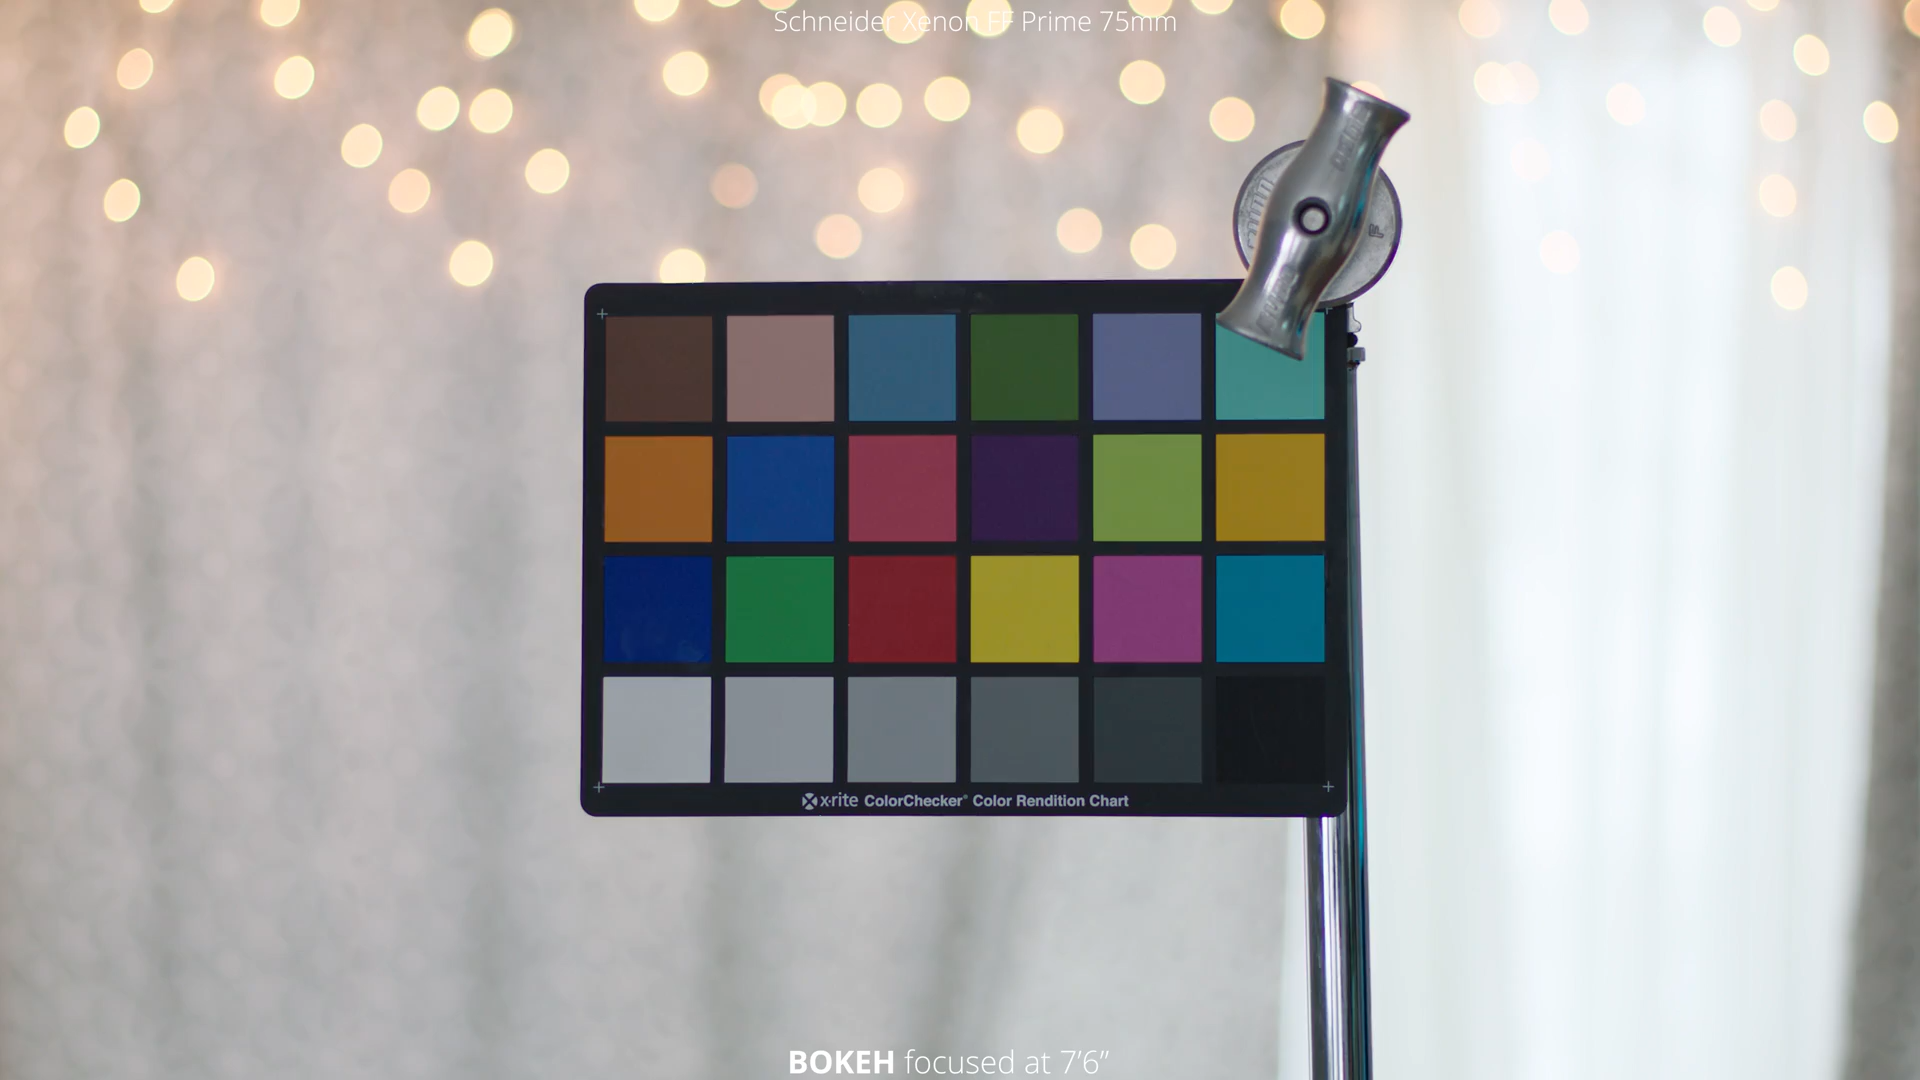 Schneider Xenon FF Prime 75mm
x·rite ColorChecker® Color Rendition Chart
BOKEH focused at 7’6”